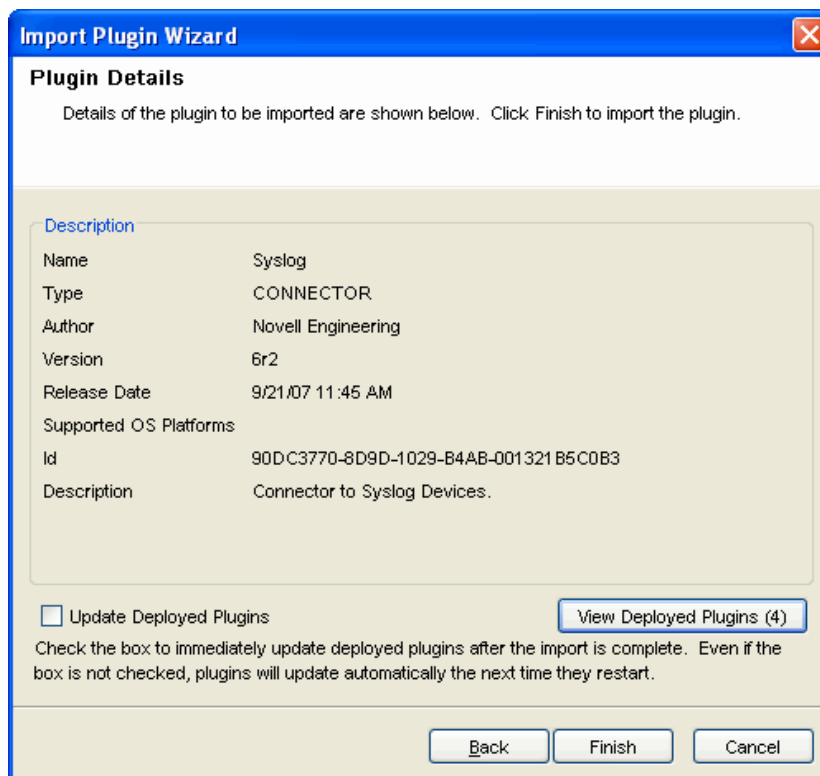 Import Plugin Wizard
Plugin Details
Details of the plugin to be imported are shown below. Click Finish to import the plugin.
Description
Name Syslog
Type CONNECTOR
Author Novell Engineering
Version 6r2
Release Date 9/21/07 11:45 AM
Supported OS Platforms
Id 90DC3770-8D9D-1029-B4AB-001321B5C0B3
Description Connector to Syslog Devices.
Update Deployed Plugins View Deployed Plugins (4)
Check the box to immediately update deployed plugins after the import is complete. Even if the
box is not checked, plugins will update automatically the next time they restart.
Back Finish Cancel